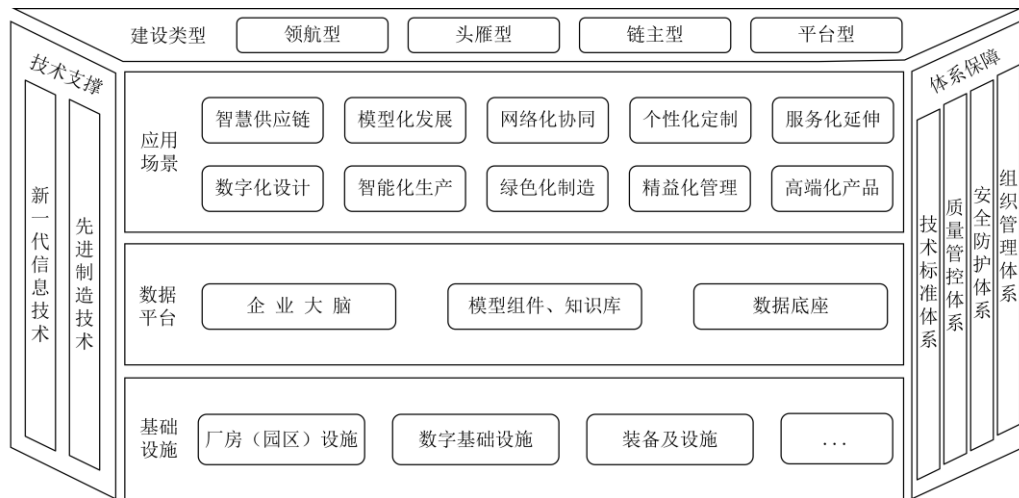 建设类型 领航型 头雁型 链主型 平台型
技术支撑
新一代信息技术
先进制造技术
应用
场景
智慧供应链 模型化发展 网络化协同 个性化定制 服务化延伸
数字化设计 智能化生产 绿色化制造 精益化管理 高端化产品
数据
平台
企业大脑 模型组件、知识库 数据底座
基础
设施
厂房（园区）设施 数字基础设施 装备及设施 ...
体系保障
技术标准体系
质量管控体系
安全防护体系
组织管理体系